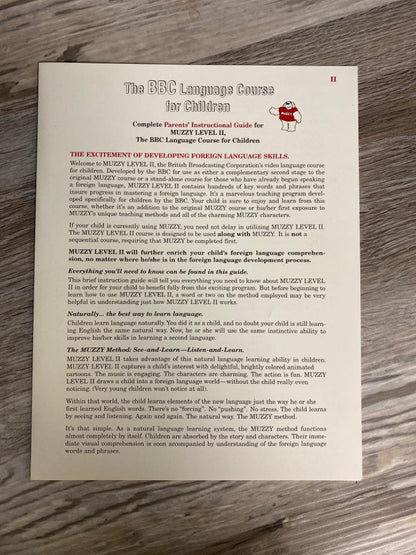 II
The BBC Language Course
for Children
MUZZY
Complete Parents' Instructional Guide for
MUZZY LEVEL II,
The BBC Language Course for Children
THE EXCITEMENT OF DEVELOPING FOREIGN LANGUAGE SKILLS.
Welcome to MUZZY LEVEL II, the British Broadcasting Corporation's video language course
for children. Developed by the BBC for use as either a complementary second stage to the
original MUZZY course or a stand-alone course for those who have already begun speaking
a foreign language, MUZZY LEVEL II contains hundreds of key words and phrases that
insure progress in mastering a foreign language. It's a marvelous teaching program devel-
oped specifically for children by the BBC. Your child is sure to enjoy and learn from this
course, whether it's an addition to the original MUZZY course or his/her first exposure to
MUZZY's unique teaching methods and all of the charming MUZZY characters.
If your child is currently using MUZZY, you need not delay in utilizing MUZZY LEVEL II.
The MUZZY LEVEL II course is designed to be used along with MUZZY. It is not a
sequential course, requiring that MUZZY be completed first.
MUZZY LEVEL II will further enrich your child's foreign language comprehen-
sion, no matter where he/she is in the foreign language development process.
Everything you'll need to know can be found in this guide.
This brief instruction guide will tell you everything you need to know about MUZZY LEVEL
II in order for your child to benefit fully from this exciting program. But before beginning to
learn how to use MUZZY LEVEL II, a word or two on the method employed may be very
helpful in understanding just how MUZZY LEVEL II works.
Naturally... the best way to learn language.
Children learn language naturally. You did it as a child, and no doubt your child is still learn-
ing English the same natural way. Now, he or she will use the same instinctive ability to
improve his/her skills in learning a second language.
The MUZZY Method: See-and-Learn—Listen-and-Learn.
MUZZY LEVEL II takes advantage of this natural language learning ability in children.
MUZZY LEVEL II captures a child's interest with delightful, brightly colored animated
cartoons. The music is engaging. The characters are charming. The action is fun. MUZZY
LEVEL II draws a child into a foreign language world—without the child really even
noticing. (Very young children won't notice at all).
Within that world, the child learns elements of the new language just the way he or she
first learned English words. There's no "forcing". No "pushing". No stress. The child learns
by seeing and listening. Again and again. The natural way. The MUZZY method.
It's that simple. As a natural language learning system, the MUZZY method functions
almost completely by itself. Children are absorbed by the story and characters. Their imme-
diate visual comprehension is soon accompanied by understanding of the foreign language
words and phrases.